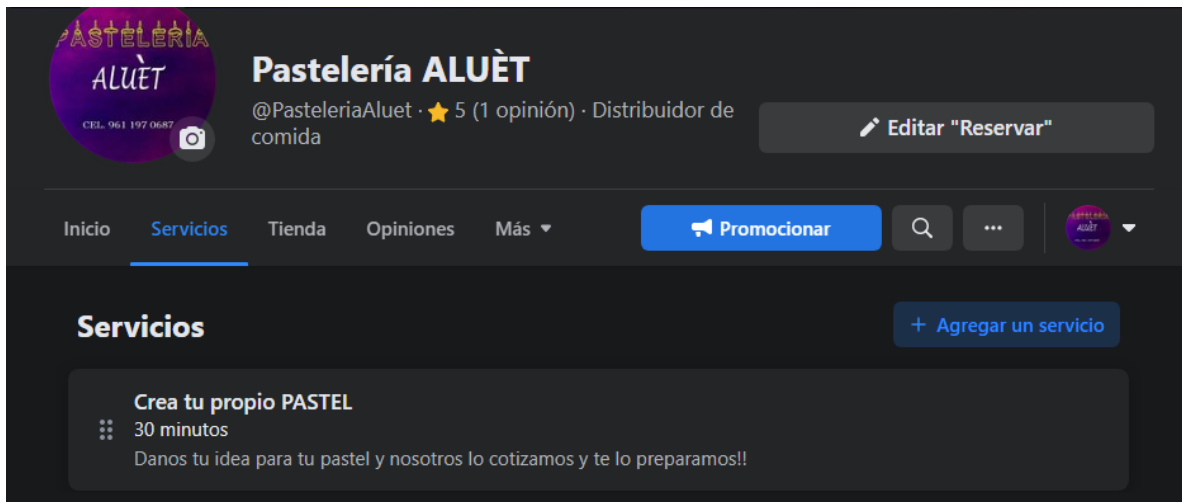 PASTELERIA
ALUÈT
CEL. 961 197 0687
Pastelería ALUÈT
@PasteleriaAluet · 5 (1 opinión) · Distribuidor de
comida
Editar "Reservar"
Inicio Servicios Tienda Opiniones Más Promocionar ...
Servicios
+ Agregar un servicio
Crea tu propio PASTEL
30 minutos
Danos tu idea para tu pastel y nosotros lo cotizamos y te lo preparamos!!